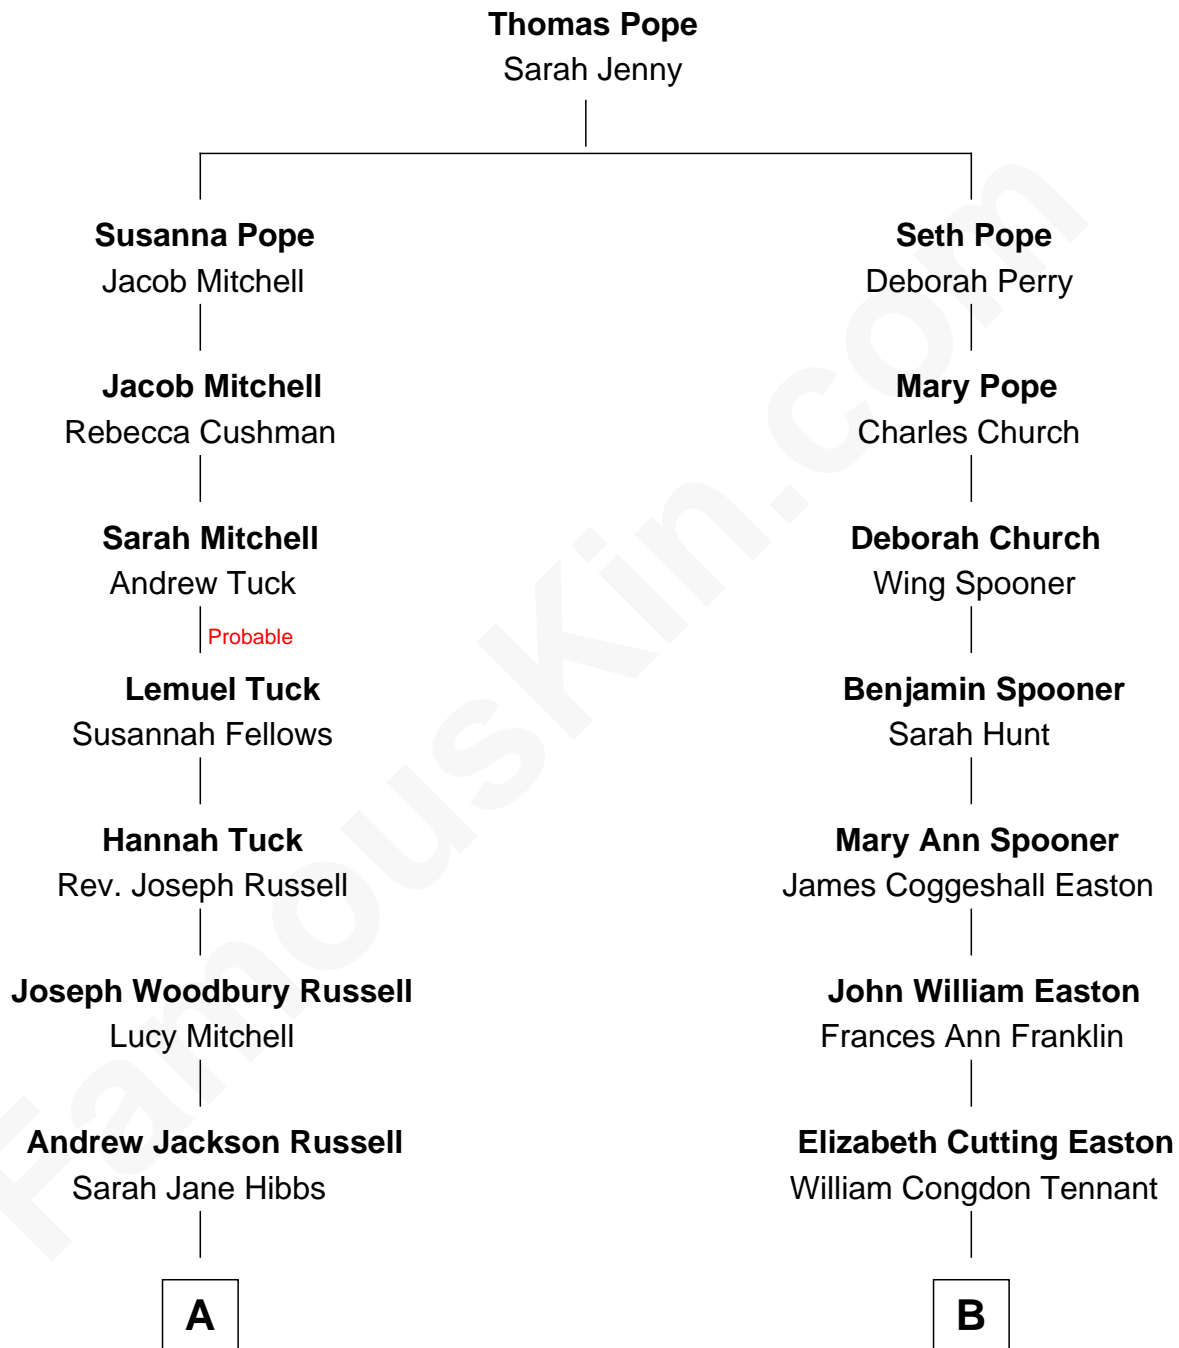 Thomas Pope
Sarah Jenny
Susanna Pope
Jacob Mitchell
Seth Pope
Deborah Perry
Jacob Mitchell
Rebecca Cushman
Mary Pope
Charles Church
Sarah Mitchell
Andrew Tuck
Deborah Church
Wing Spooner
Probable
Lemuel Tuck
Susannah Fellows
Benjamin Spooner
Sarah Hunt
Hannah Tuck
Rev. Joseph Russell
Mary Ann Spooner
James Coggeshall Easton
Joseph Woodbury Russell
Lucy Mitchell
John William Easton
Frances Ann Franklin
Andrew Jackson Russell
Sarah Jane Hibbs
Elizabeth Cutting Easton
William Congdon Tennant
A
B
FamousKin.com